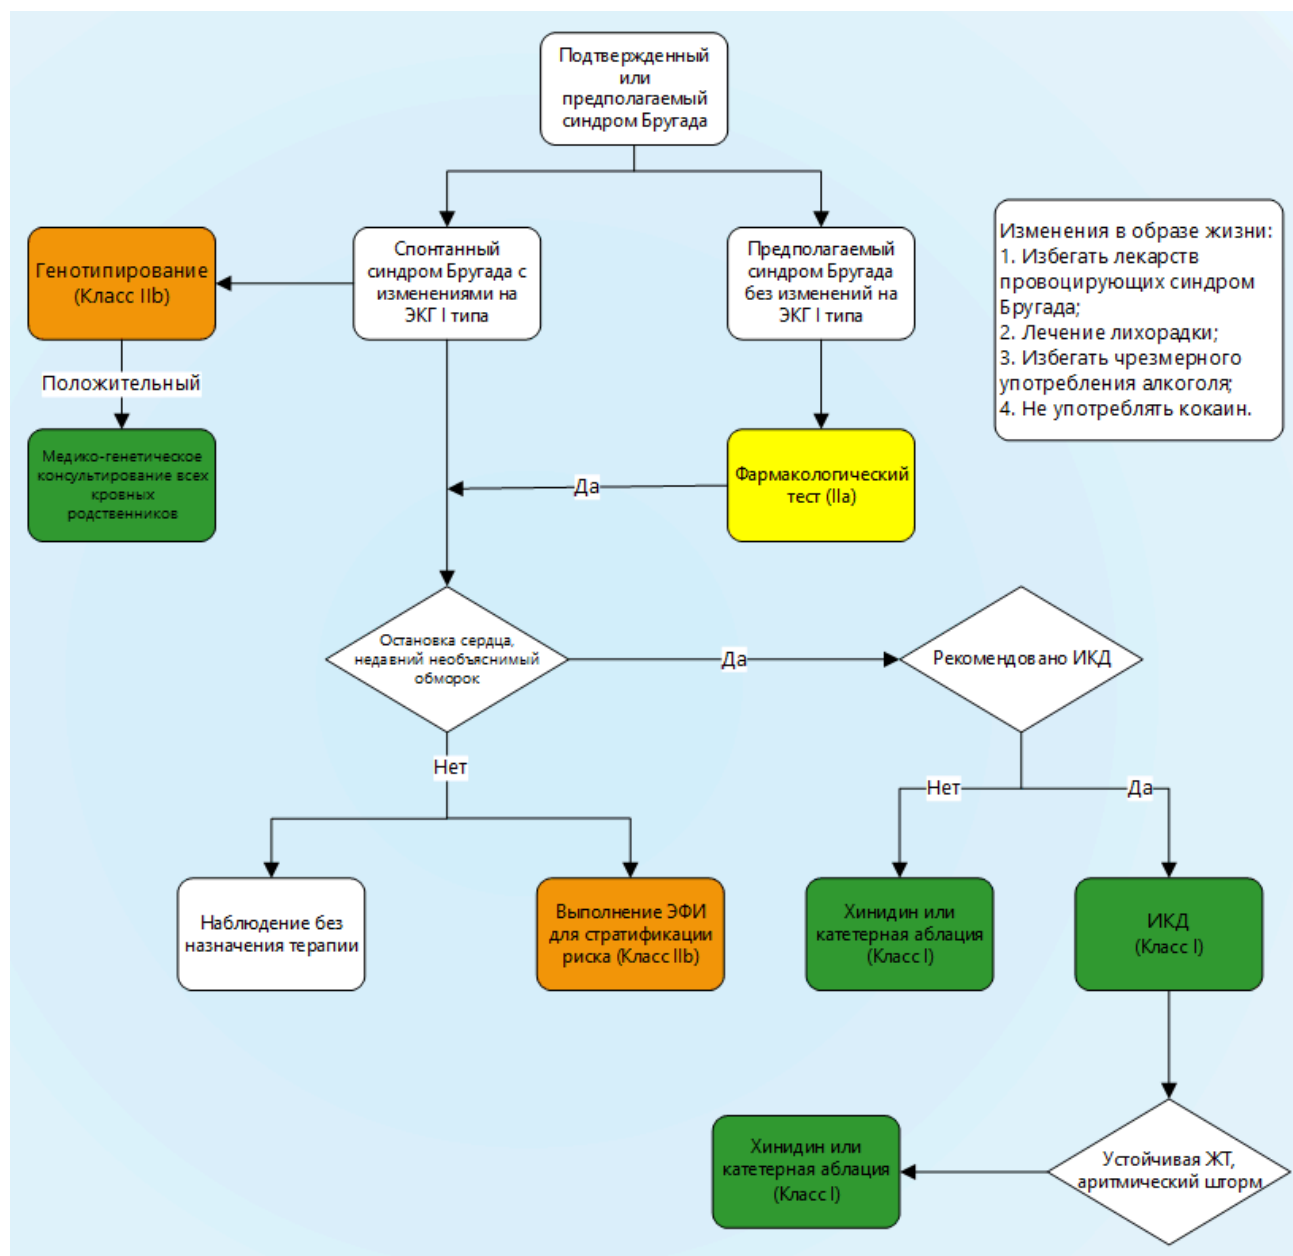 Подтвержденный
или
предполагаемый
синдром Бругада
Генотипирование
(Класс IIb)
Спонтанный
синдром Бругада с
изменениями на
ЭКГ I типа
Предполагаемый
синдром Бругада
без изменений на
ЭКГ I типа
Изменения в образе жизни:
1. Избегать лекарств
провоцирующих синдром
Бругада;
2. Лечение лихорадки;
3. Избегать чрезмерного
употребления алкоголя;
4. Не употреблять кокаин.
Положительный
Медико-генетическое
консультирование всех
кровных
родственников
Да
Фармакологический
тест (IIa)
Остановка сердца,
недавний необъяснимый
обморок
Да
Рекомендовано ИКД
Нет
Нет
Да
Наблюдение без
назначения терапии
Выполнение ЭФИ
для стратификации
риска (Класс IIb)
Хинидин или
катетерная аблация
(Класс I)
ИКД
(Класс I)
Хинидин или
катетерная аблация
(Класс I)
Устойчивая ЖТ,
аритмический шторм